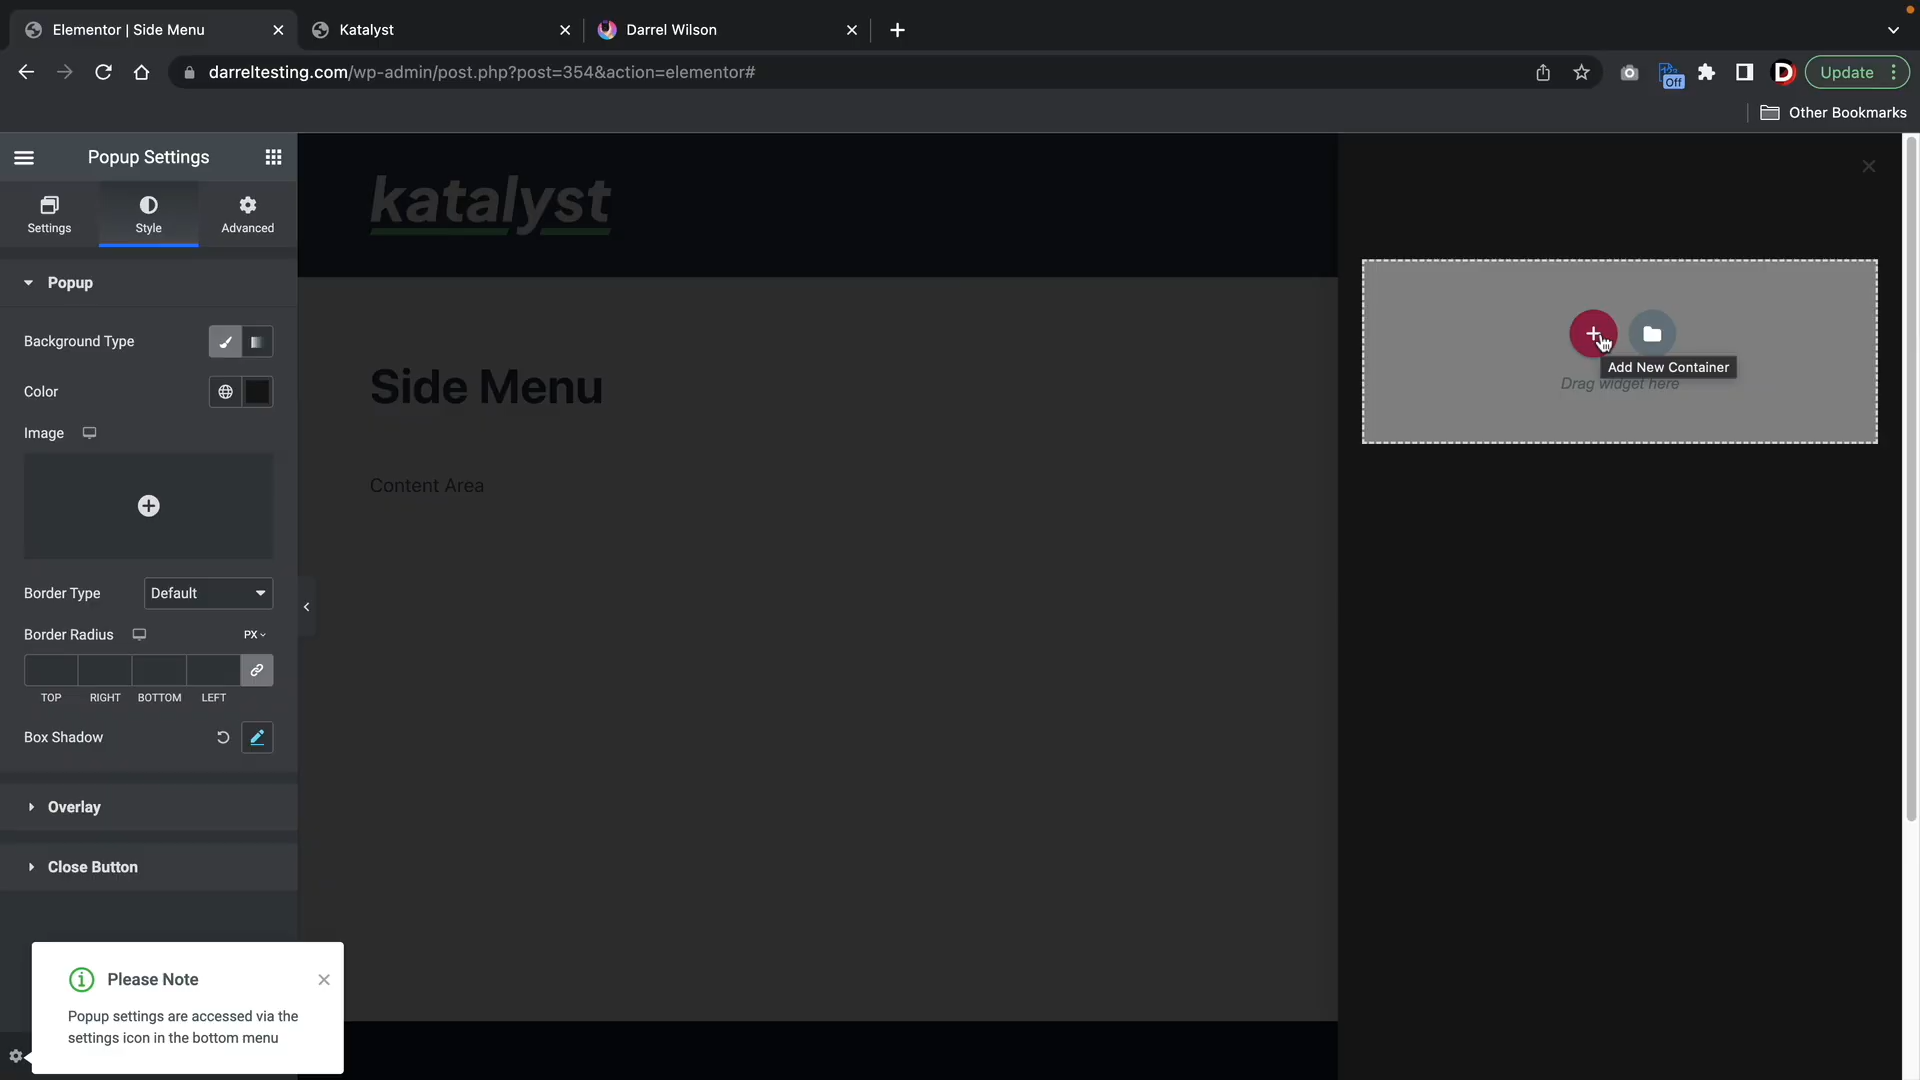 Elementor | Side Menu
Katalyst
Darrel Wilson
darreltesting.com/wp-admin/post.php?post=354&action=elementor#
Off
D
Update
Other Bookmarks
Popup Settings
Settings
Style
Advanced
Popup
Background Type
Color
Image
Border Type
Default
Border Radius
PX
TOP
RIGHT
BOTTOM
LEFT
Box Shadow
Overlay
Close Button
Please Note
Popup settings are accessed via the
settings icon in the bottom menu
katalyst
Side Menu
Content Area
Add New Container
Drag widget here